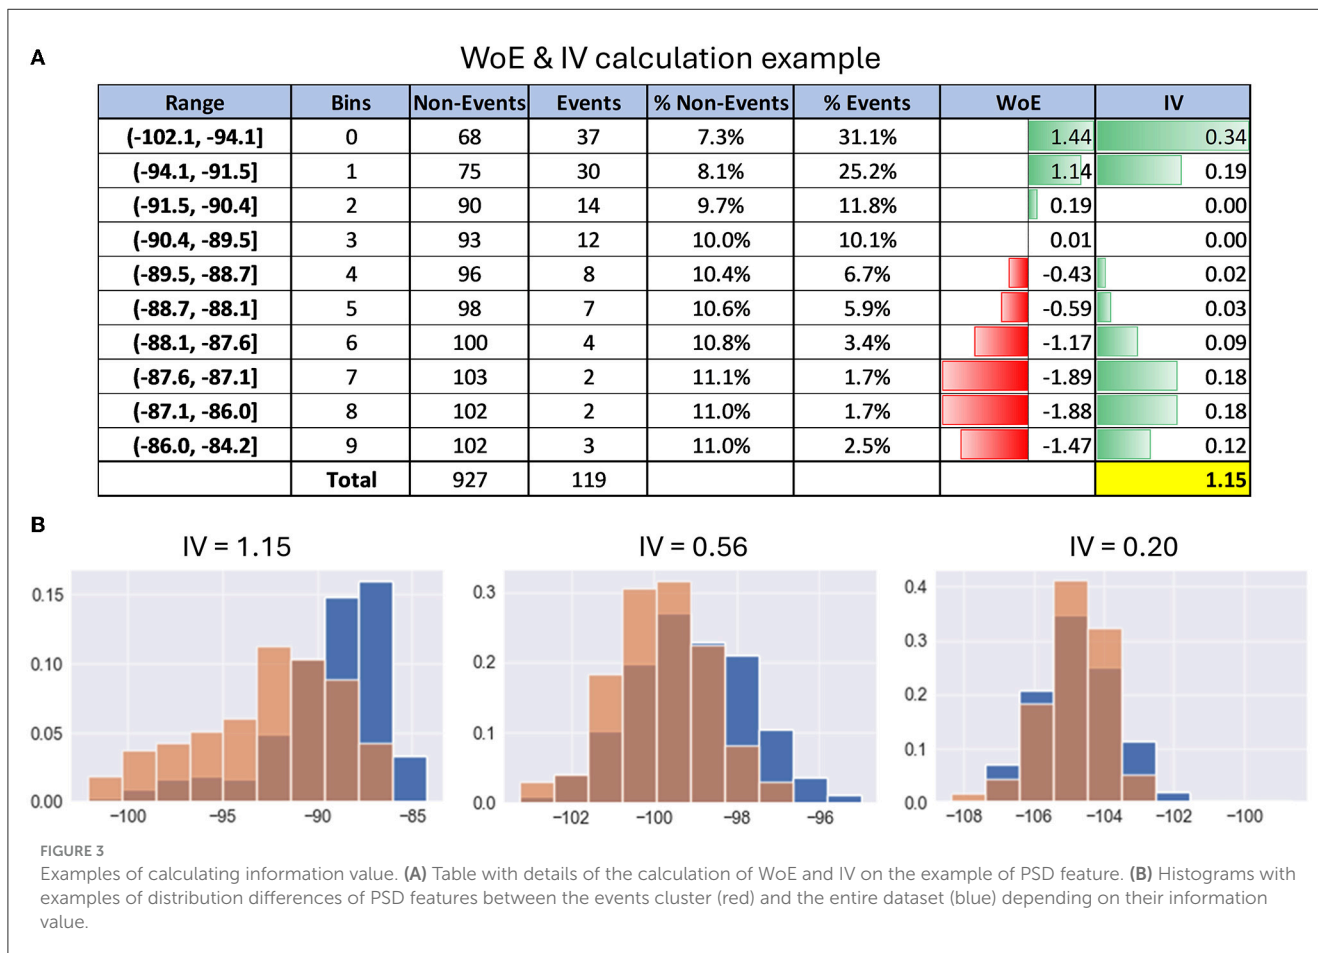 A
WoE & IV calculation example
Range Bins Non-Events Events % Non-Events % Events WoE IV
(-102.1, -94.1] 0 68 37 7.3% 31.1% 1.44 0.34
(-94.1, -91.5] 1 75 30 8.1% 25.2% 1.14 0.19
(-91.5, -90.4] 2 90 14 9.7% 11.8% 0.19 0.00
(-90.4, -89.5] 3 93 12 10.0% 10.1% 0.01 0.00
(-89.5, -88.7] 4 96 8 10.4% 6.7% -0.43 0.02
(-88.7, -88.1] 5 98 7 10.6% 5.9% -0.59 0.03
(-88.1, -87.6] 6 100 4 10.8% 3.4% -1.17 0.09
(-87.6, -87.1] 7 103 2 11.1% 1.7% -1.89 0.18
(-87.1, -86.0] 8 102 2 11.0% 1.7% -1.88 0.18
(-86.0, -84.2] 9 102 3 11.0% 2.5% -1.47 0.12
Total 927 119 1.15
B
IV = 1.15
0.15
0.10
0.05
0.00
−100 −95 −90 −85
IV = 0.56
0.3
0.2
0.1
0.0
−102 −100 −98 −96
IV = 0.20
0.4
0.3
0.2
0.1
0.0
−108 −106 −104 −102 −100
FIGURE 3
Examples of calculating information value. (A) Table with details of the calculation of WoE and IV on the example of PSD feature. (B) Histograms with
examples of distribution differences of PSD features between the events cluster (red) and the entire dataset (blue) depending on their information
value.